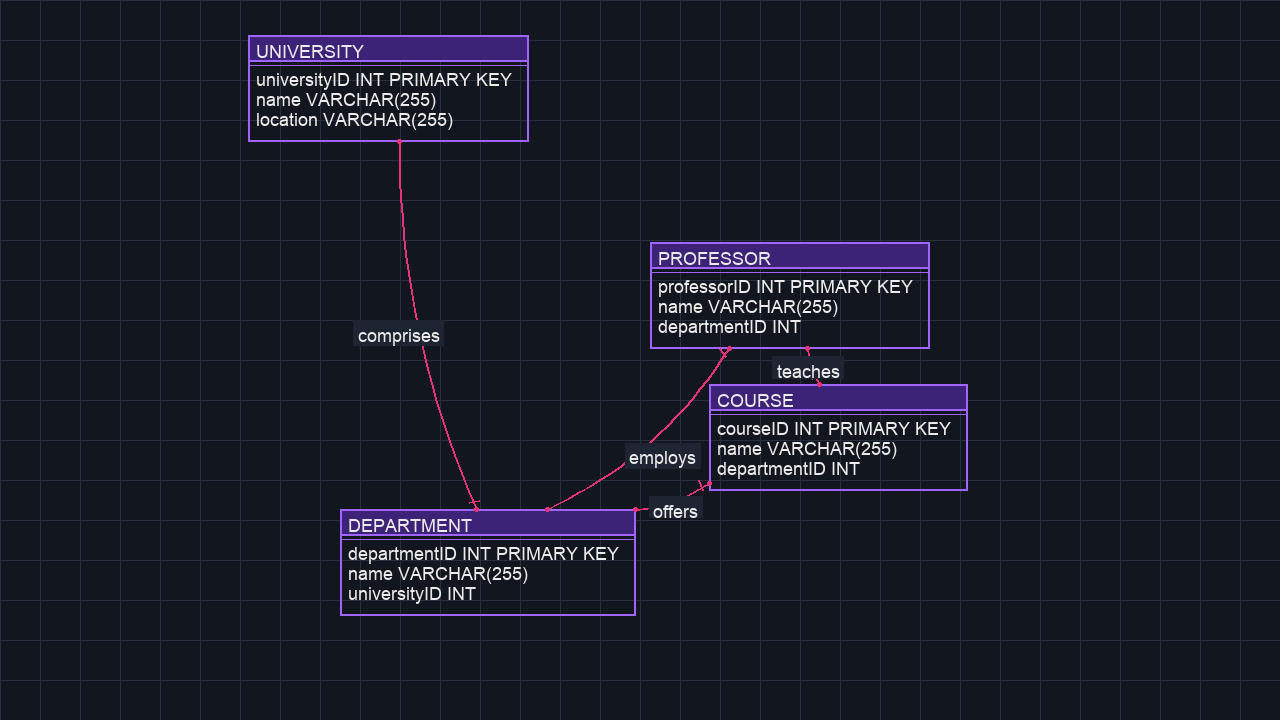 UNIVERSITY
universityID INT PRIMARY KEY
name VARCHAR(255)
location VARCHAR(255)
PROFESSOR
professorID INT PRIMARY KEY
name VARCHAR(255)
departmentID INT
comprises
teaches
COURSE
courseID INT PRIMARY KEY
name VARCHAR(255)
departmentID INT
employs
offers
DEPARTMENT
departmentID INT PRIMARY KEY
name VARCHAR(255)
universityID INT